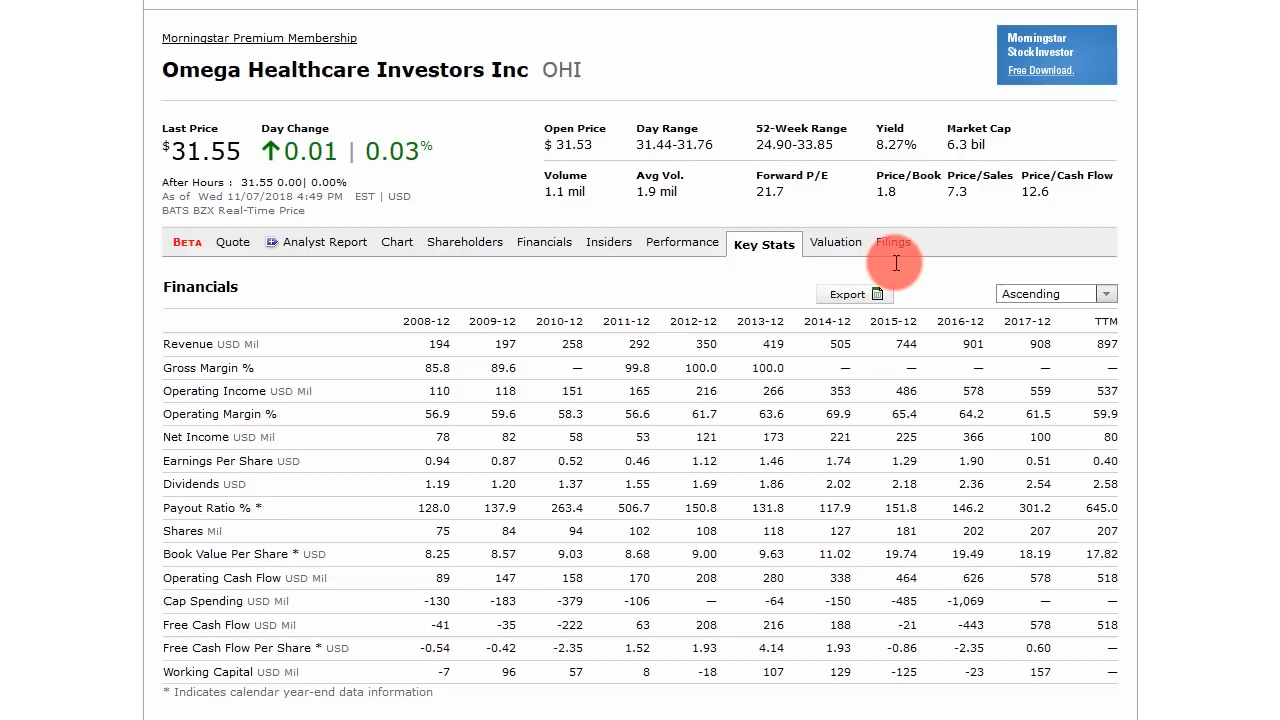 Morningstar Premium Membership
Morningstar
StockInvestor
Free Download.
Omega Healthcare Investors Inc OHI
Last Price Day Change Open Price Day Range 52-Week Range Yield Market Cap
$31.55 0.01 | 0.03% $ 31.53 31.44-31.76 24.90-33.85 8.27% 6.3 bil
Volume Avg Vol. Forward P/E Price/Book Price/Sales Price/Cash Flow
After Hours : 31.55 0.00| 0.00% 1.1 mil 1.9 mil 21.7 1.8 7.3 12.6
As of Wed 11/07/2018 4:49 PM EST | USD
BATS BZX Real-Time Price
BETA Quote Analyst Report Chart Shareholders Financials Insiders Performance Key Stats Valuation Filings
Financials Export Ascending
2008-12 2009-12 2010-12 2011-12 2012-12 2013-12 2014-12 2015-12 2016-12 2017-12 TTM
Revenue USD Mil 194 197 258 292 350 419 505 744 901 908 897
Gross Margin % 85.8 89.6 — 99.8 100.0 100.0 — — — — —
Operating Income USD Mil 110 118 151 165 216 266 353 486 578 559 537
Operating Margin % 56.9 59.6 58.3 56.6 61.7 63.6 69.9 65.4 64.2 61.5 59.9
Net Income USD Mil 78 82 58 53 121 173 221 225 366 100 80
Earnings Per Share USD 0.94 0.87 0.52 0.46 1.12 1.46 1.74 1.29 1.90 0.51 0.40
Dividends USD 1.19 1.20 1.37 1.55 1.69 1.86 2.02 2.18 2.36 2.54 2.58
Payout Ratio % * 128.0 137.9 263.4 506.7 150.8 131.8 117.9 151.8 146.2 301.2 645.0
Shares Mil 75 84 94 102 108 118 127 181 202 207 207
Book Value Per Share * USD 8.25 8.57 9.03 8.68 9.00 9.63 11.02 19.74 19.49 18.19 17.82
Operating Cash Flow USD Mil 89 147 158 170 208 280 338 464 626 578 518
Cap Spending USD Mil -130 -183 -379 -106 — -64 -150 -485 -1,069 — —
Free Cash Flow USD Mil -41 -35 -222 63 208 216 188 -21 -443 578 518
Free Cash Flow Per Share * USD -0.54 -0.42 -2.35 1.52 1.93 4.14 1.93 -0.86 -2.35 0.60 —
Working Capital USD Mil -7 96 57 8 -18 107 129 -125 -23 157 —
* Indicates calendar year-end data information